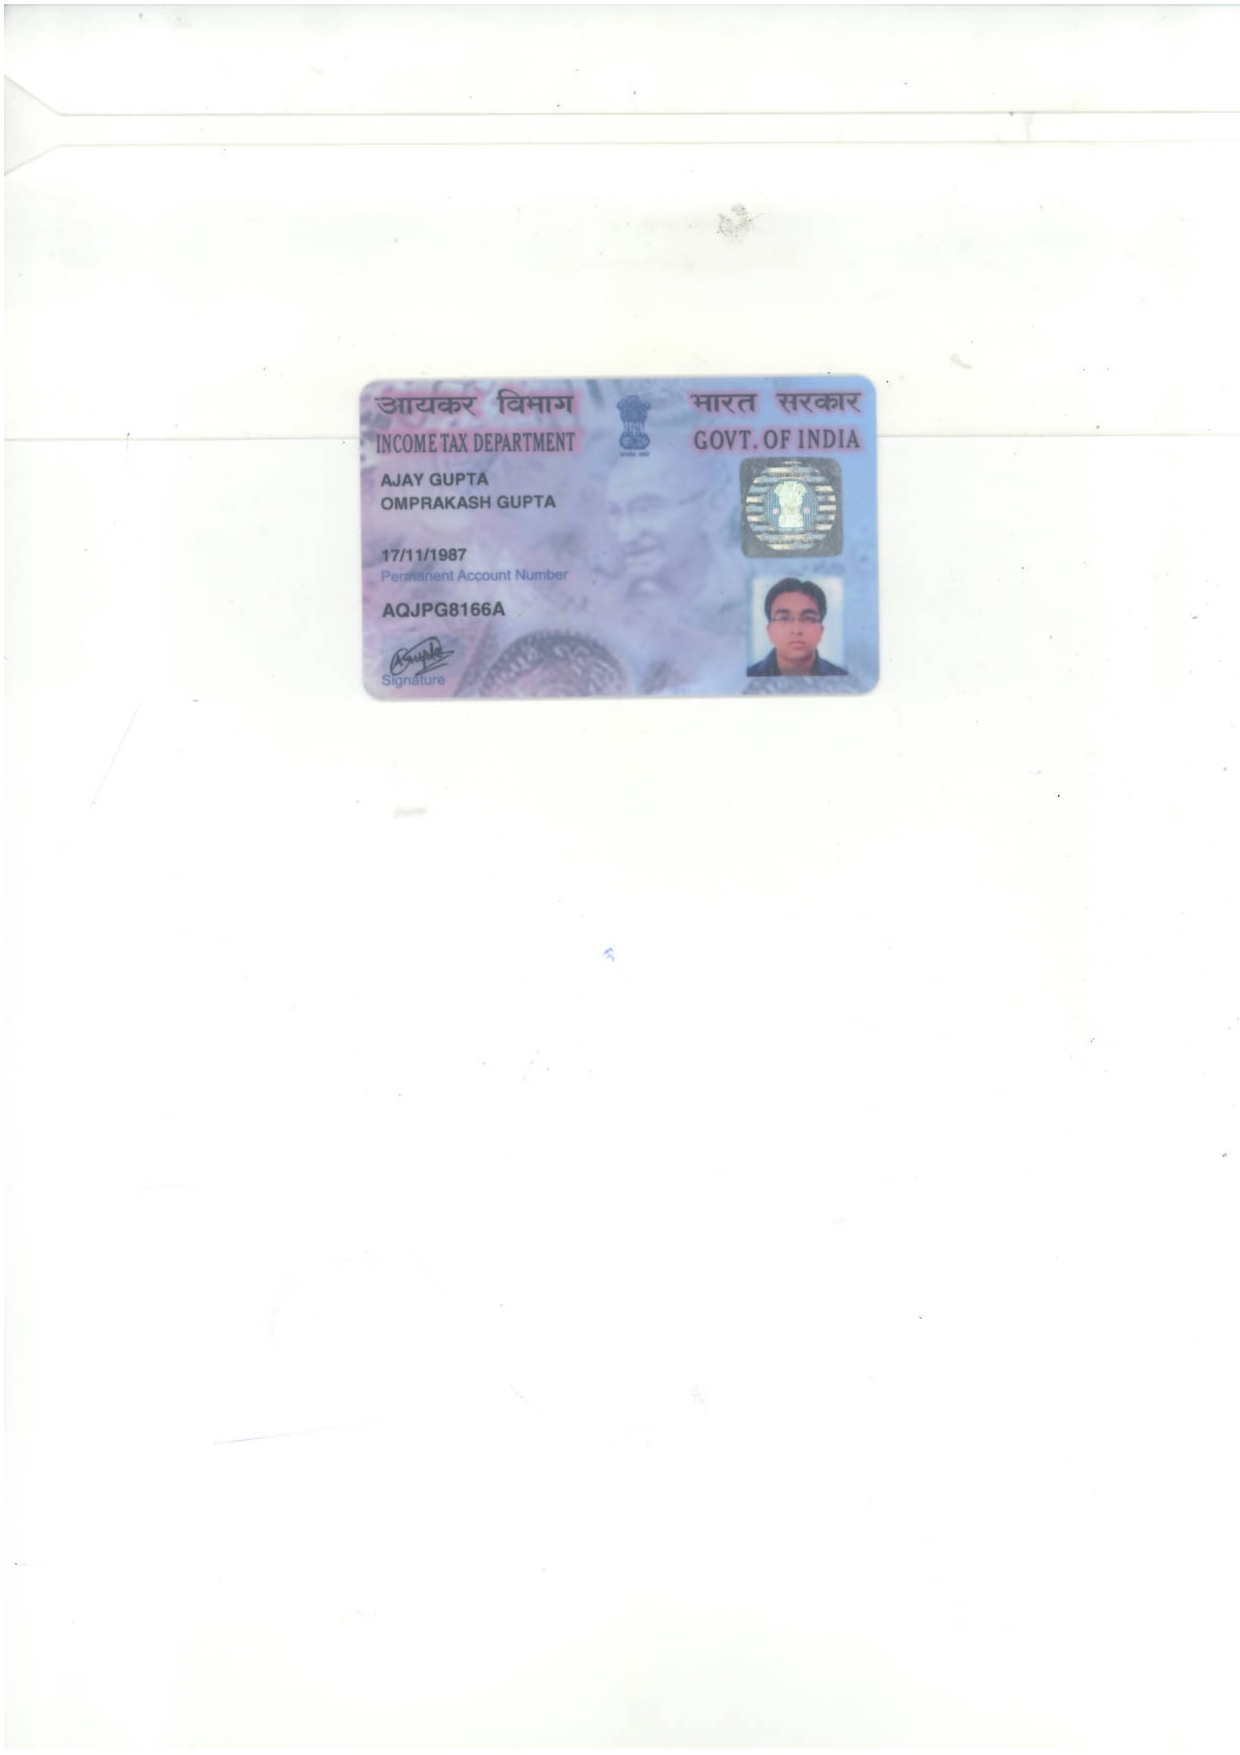 आयकर विभाग
भारत सरकार
INCOME TAX DEPARTMENT
GOVT. OF INDIA
AJAY GUPTA
OMPRAKASH GUPTA
17/11/1987
Permanent Account Number
AQJPG8166A
Signature